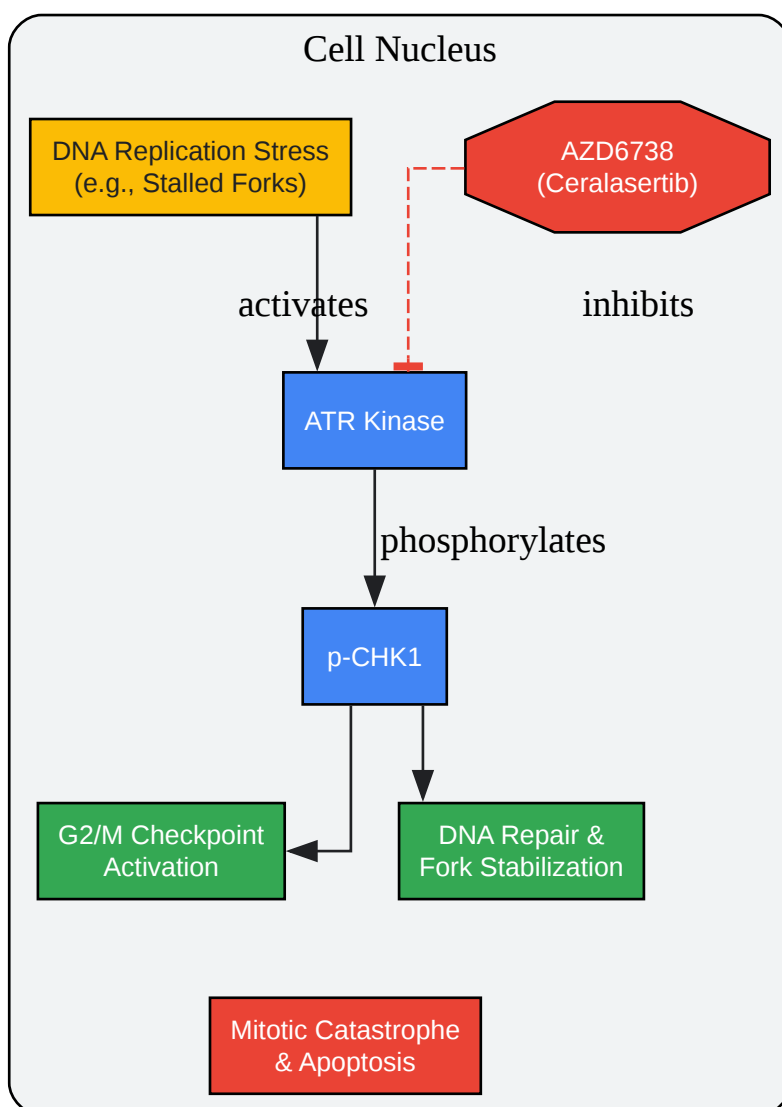 Cell Nucleus
DNA Replication Stress
(e.g., Stalled Forks)
AZD6738
(Ceralasertib)
activates
inhibits
ATR Kinase
phosphorylates
p-CHK1
G2/M Checkpoint
Activation
DNA Repair &
Fork Stabilization
Mitotic Catastrophe
& Apoptosis